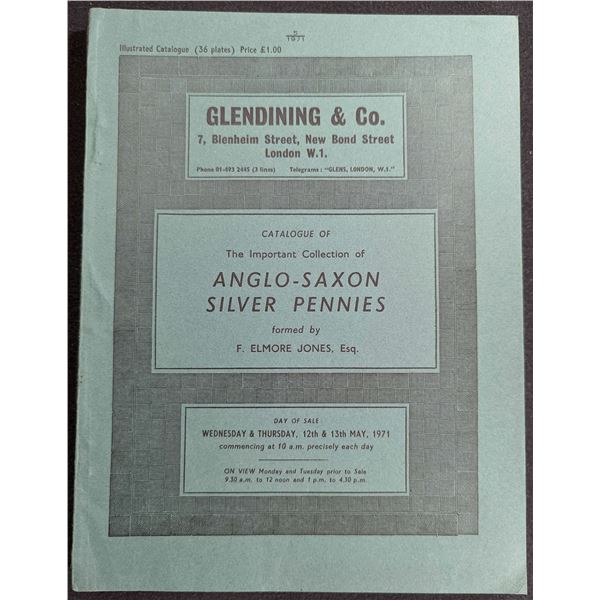 5
1971
Illustrated Catalogue (36 plates) Price £1.00
GLENDINING & Co.
7, Blenheim Street, New Bond Street
London W.1.
Phone 01-493 2445 (3 lines) Telegrams: "GLENS, LONDON, W.1."
CATALOGUE OF
The Important Collection of
ANGLO-SAXON
SILVER PENNIES
formed by
F. ELMORE JONES, Esq.
DAY OF SALE:
WEDNESDAY & THURSDAY, 12th & 13th MAY, 1971
commencing at 10 a.m. precisely each day
ON VIEW Monday and Tuesday prior to Sale
9.30 a.m. to 12 noon and 1 p.m. to 4.30 p.m.